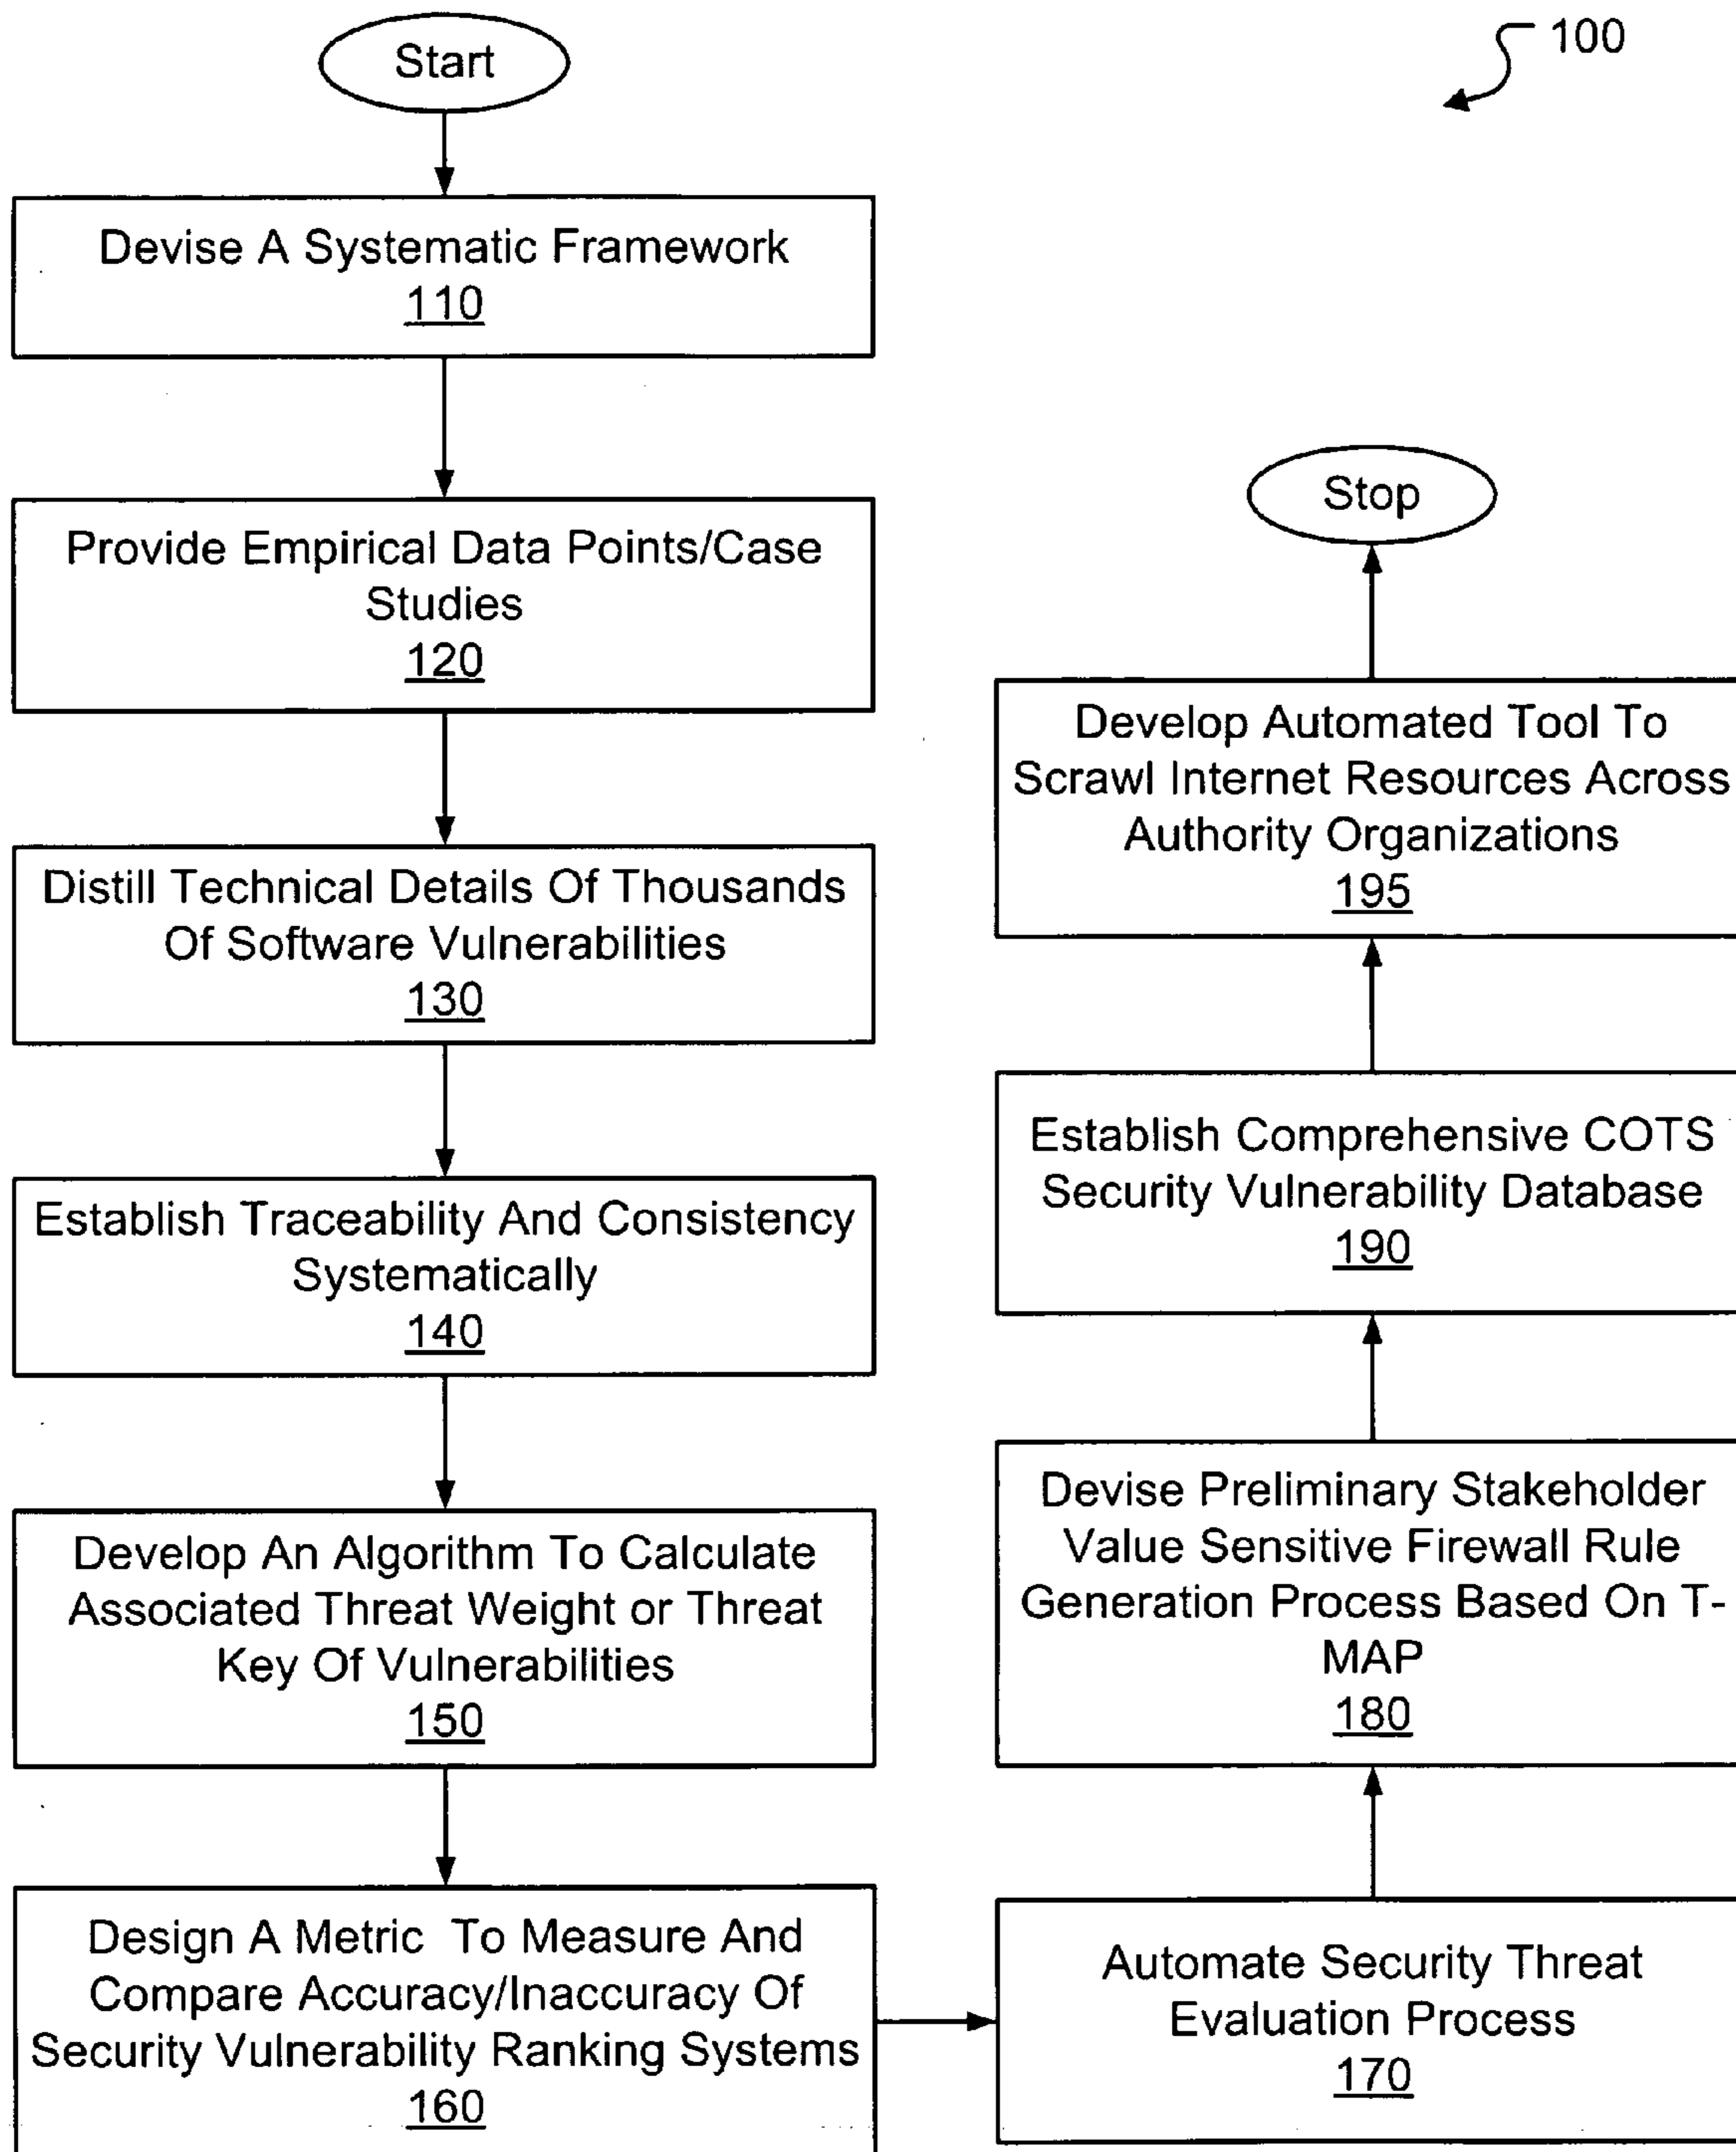 Start
100
Devise A Systematic Framework
110
Provide Empirical Data Points/Case
Studies
120
Distill Technical Details Of Thousands
Of Software Vulnerabilities
130
Establish Traceability And Consistency
Systematically
140
Develop An Algorithm To Calculate
Associated Threat Weight or Threat
Key Of Vulnerabilities
150
Design A Metric To Measure And
Compare Accuracy/Inaccuracy Of
Security Vulnerability Ranking Systems
160
Automate Security Threat
Evaluation Process
170
Devise Preliminary Stakeholder
Value Sensitive Firewall Rule
Generation Process Based On T-
MAP
180
Establish Comprehensive COTS
Security Vulnerability Database
190
Develop Automated Tool To
Scrawl Internet Resources Across
Authority Organizations
195
Stop